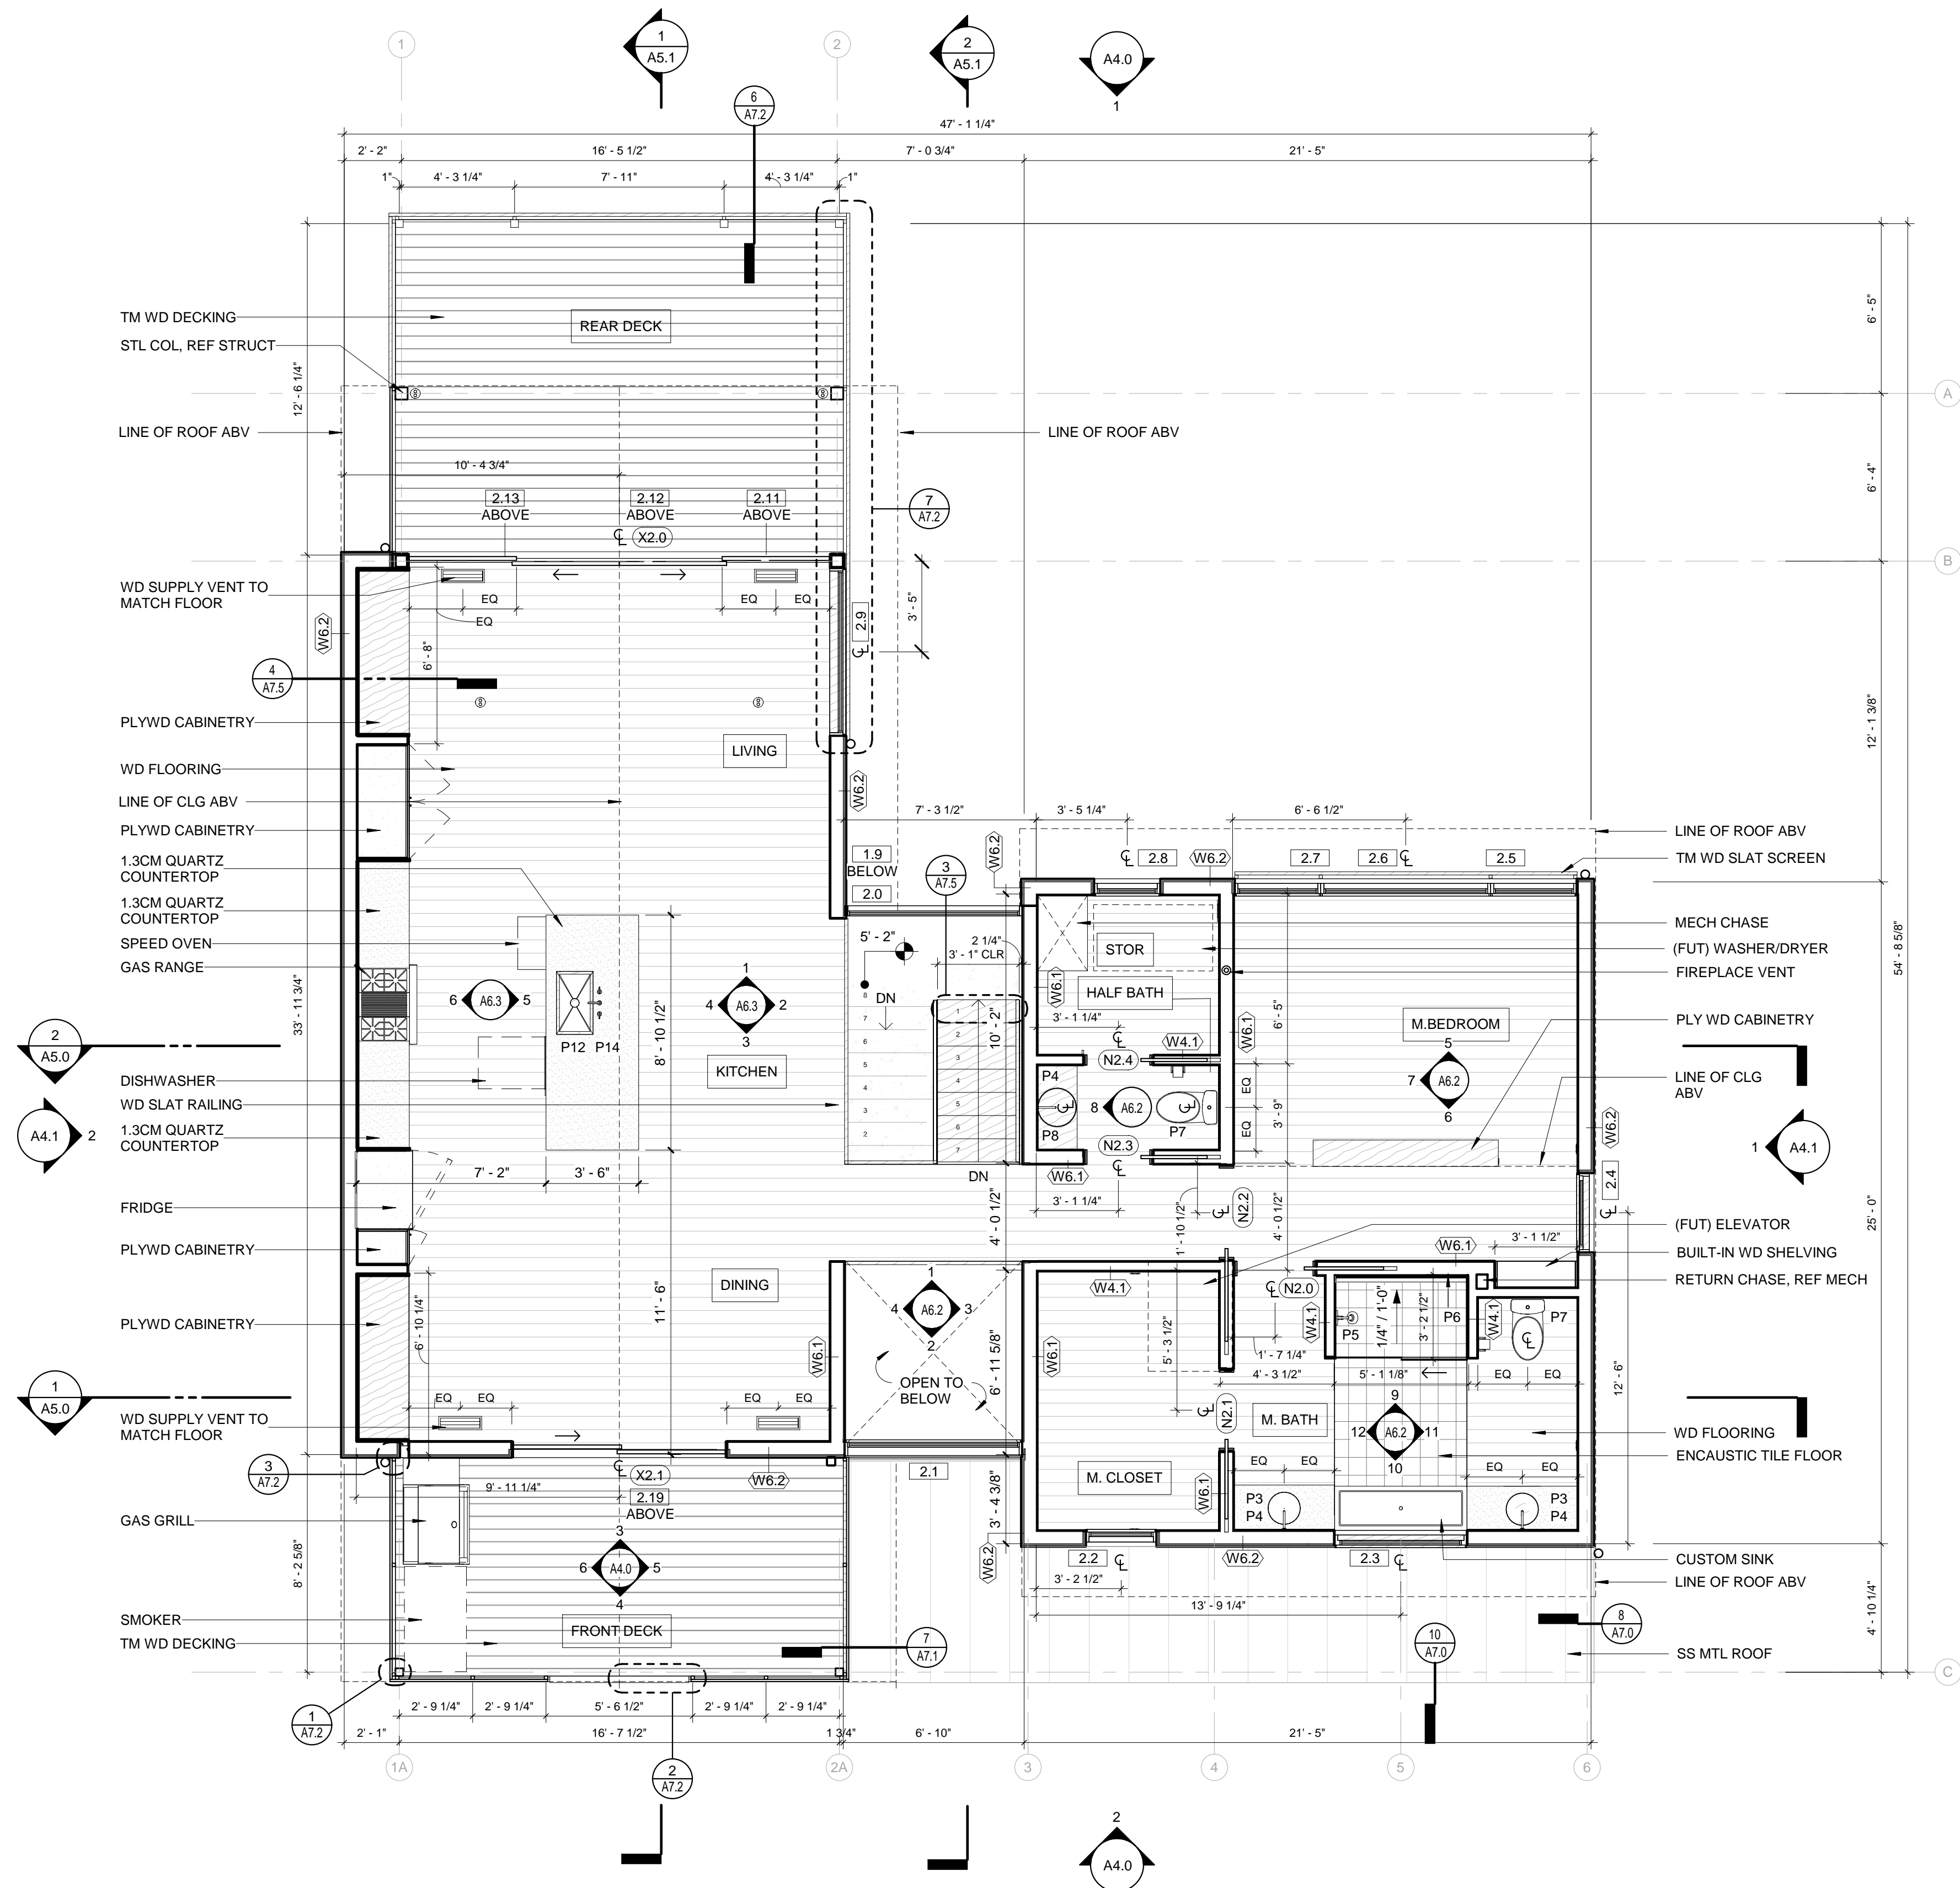 1
A5.1
2
A5.1
A4.0
1
1
2
6
A7.2
47' - 1 1/4"
2' - 2"
16' - 5 1/2"
7' - 0 3/4"
21' - 5"
1"
4' - 3 1/4"
7' - 11"
4' - 3 1/4"
1"
TM WD DECKING
REAR DECK
STL COL, REF STRUCT
12' - 6 1/4"
6' - 5"
A
LINE OF ROOF ABV
LINE OF ROOF ABV
6' - 4"
10' - 4 3/4"
2.13
ABOVE
2.12
ABOVE
2.11
ABOVE
7
A7.2
X2.0
B
WD SUPPLY VENT TO
MATCH FLOOR
EQ
EQ
EQ
EQ
W6.2
6' - 8"
2.9
3' - 5"
4
A7.5
PLYWD CABINETRY
LIVING
12' - 1 3/8"
WD FLOORING
LINE OF CLG ABV
W6.2
PLYWD CABINETRY
7' - 3 1/2"
3' - 5 1/4"
6' - 6 1/2"
LINE OF ROOF ABV
1.3CM QUARTZ
COUNTERTOP
1.9
BELOW
2.0
3
A7.5
W6.2
2.8
W6.2
2.7
2.6
2.5
TM WD SLAT SCREEN
1.3CM QUARTZ
COUNTERTOP
SPEED OVEN
GAS RANGE
5' - 2"
2 1/4"
3' - 1" CLR
STOR
MECH CHASE
(FUT) WASHER/DRYER
FIREPLACE VENT
54' - 8 5/8"
33' - 11 3/4"
6
A6.3
5
1
4
A6.3
2
3
8
7
6
5
4
3
2
DN
1
2
3
4
5
6
7
10' - 2"
W6.1
HALF BATH
3' - 1 1/4"
N2.4
W4.1
W6.1
6' - 5"
M.BEDROOM
PLY WD CABINETRY
2
A5.0
P12
P14
8' - 10 1/2"
KITCHEN
5
7
A6.2
6
DISHWASHER
WD SLAT RAILING
1.3CM QUARTZ
COUNTERTOP
P4
P8
8
A6.2
P7
EQ
EQ
3' - 9"
LINE OF CLG
ABV
A4.1
2
W6.2
1
A4.1
N2.3
DN
W6.1
7' - 2"
3' - 6"
FRIDGE
4' - 0 1/2"
3' - 1 1/4"
1' - 10 1/2"
N2.2
4' - 0 1/2"
2.4
25' - 0"
(FUT) ELEVATOR
PLYWD CABINETRY
W6.1
3' - 1 1/2"
BUILT-IN WD SHELVING
DINING
W4.1
N2.0
RETURN CHASE, REF MECH
1
4
A6.2
3
2
PLYWD CABINETRY
6' - 10 1/4"
11' - 6"
W6.1
6' - 11 5/8"
W6.1
5' - 3 1/2"
1' - 7 1/4"
W4.1
P5
1/4" / 1'-0"
3' - 2 1/2"
P6
W4.1
P7
1
A5.0
OPEN TO
BELOW
4' - 3 1/2"
5' - 1 1/8"
EQ
EQ
12' - 6"
EQ
EQ
WD SUPPLY VENT TO
MATCH FLOOR
N2.1
M. BATH
9
12
A6.2
11
10
WD FLOORING
ENCAUSTIC TILE FLOOR
3
A7.2
X2.1
W6.2
2.1
3' - 4 3/8"
M. CLOSET
EQ
EQ
EQ
EQ
9' - 11 1/4"
2.19
ABOVE
W6.1
P3
P4
P3
P4
GAS GRILL
8' - 2 5/8"
3
6
A4.0
5
4
W6.2
2.2
W6.2
2.3
CUSTOM SINK
LINE OF ROOF ABV
3' - 2 1/2"
13' - 9 1/4"
4' - 10 1/4"
SMOKER
TM WD DECKING
FRONT DECK
7
A7.1
10
A7.0
8
A7.0
SS MTL ROOF
C
1
A7.2
2' - 9 1/4"
2' - 9 1/4"
5' - 6 1/2"
2' - 9 1/4"
2' - 9 1/4"
2' - 1"
16' - 7 1/2"
1 3/4"
6' - 10"
21' - 5"
1A
2
A7.2
2A
3
4
5
6
2
A4.0